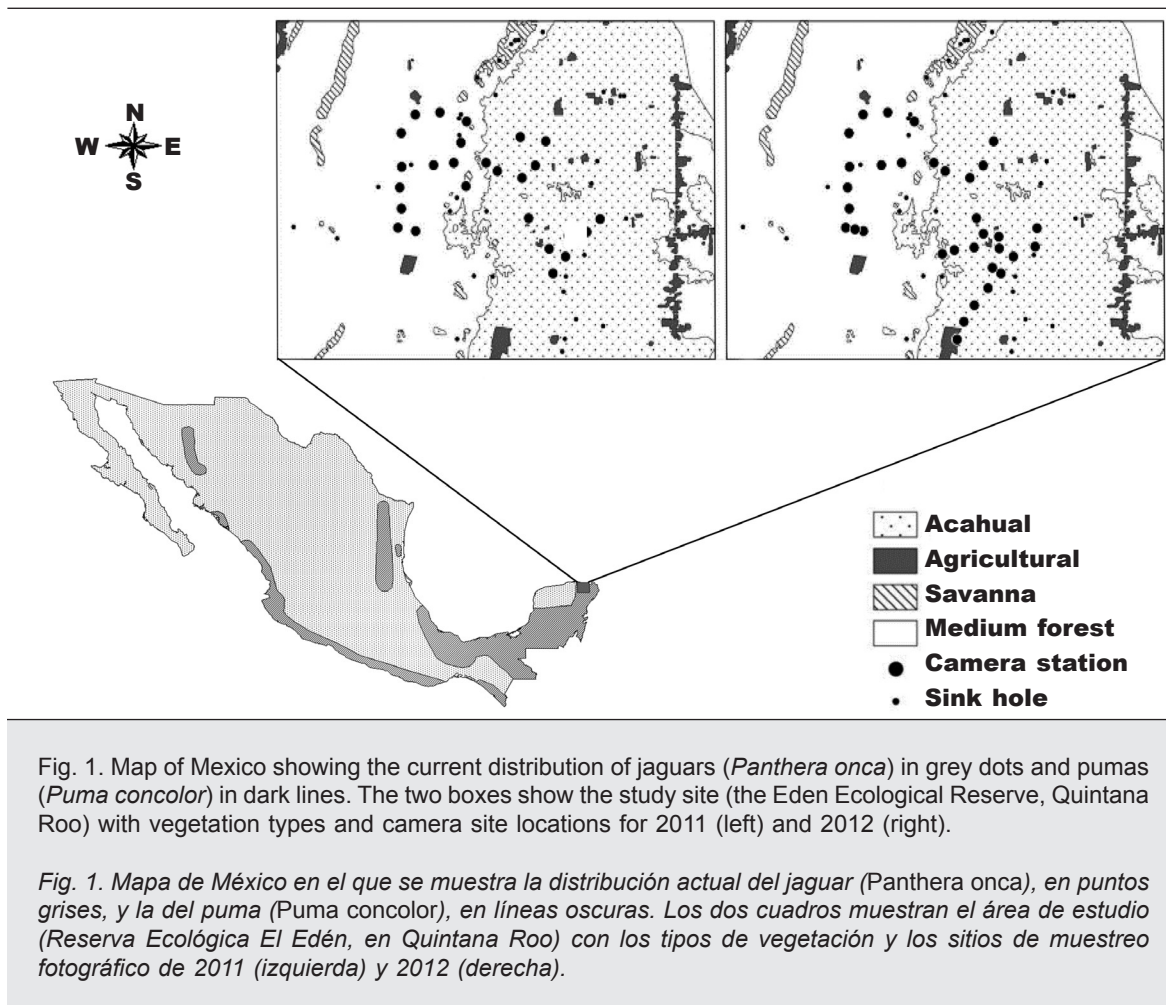 N
W E
S
Acahual
Agricultural
Savanna
Medium forest
Camera station
Sink hole
Fig. 1. Map of Mexico showing the current distribution of jaguars (Panthera onca) in grey dots and pumas
(Puma concolor) in dark lines. The two boxes show the study site (the Eden Ecological Reserve, Quintana
Roo) with vegetation types and camera site locations for 2011 (left) and 2012 (right).
Fig. 1. Mapa de México en el que se muestra la distribución actual del jaguar (Panthera onca), en puntos
grises, y la del puma (Puma concolor), en líneas oscuras. Los dos cuadros muestran el área de estudio
(Reserva Ecológica El Edén, en Quintana Roo) con los tipos de vegetación y los sitios de muestreo
fotográfico de 2011 (izquierda) y 2012 (derecha).